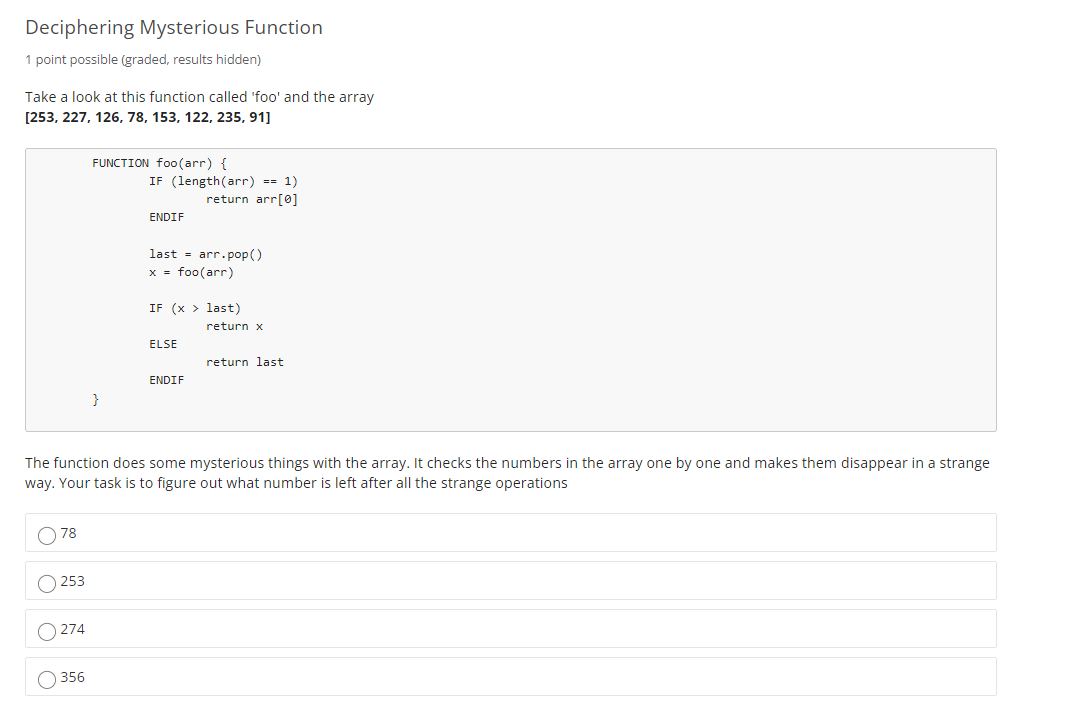 Deciphering Mysterious Function
1 point possible (graded, results hidden)
Take a look at this function called 'foo' and the array
[253, 227, 126, 78, 153, 122, 235, 91]
FUNCTION foo(arr) {
IF (length(arr) == 1)
return arr[0]
ENDIF
last = arr.pop()
x = foo(arr)
IF (x > last)
return x
ELSE
return last
ENDIF
}
The function does some mysterious things with the array. It checks the numbers in the array one by one and makes them disappear in a strange
way. Your task is to figure out what number is left after all the strange operations
78
253
274
356